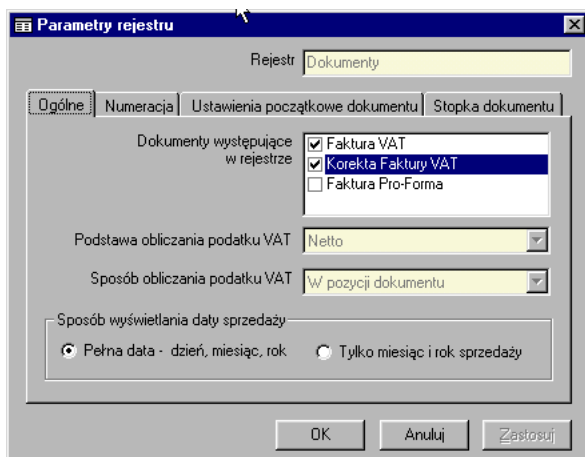 Parametry rejestru
Rejestr Dokumenty
Ogólne Numeracja Ustawienia początkowe dokumentu Stopka dokumentu
Dokumenty występujące
w rejestrze
Faktura VAT
Korekta Faktury VAT
Faktura Pro-Forma
Podstawa obliczania podatku VAT Netto
Sposób obliczania podatku VAT W pozycji dokumentu
Sposób wyświetlania daty sprzedaży
Pełna data - dzień, miesiąc, rok Tylko miesiąc i rok sprzedaży
OK Anuluj Zastosuj